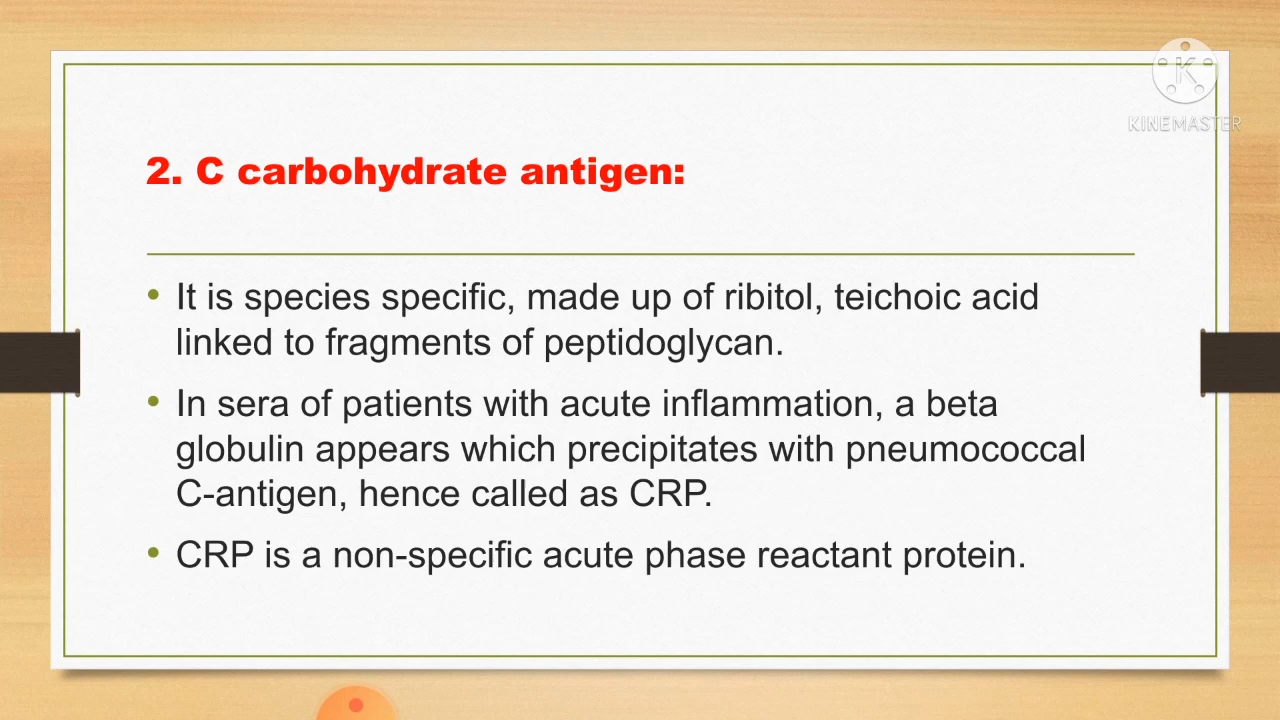 KINEMASTER
2. C carbohydrate antigen:
• It is species specific, made up of ribitol, teichoic acid
linked to fragments of peptidoglycan.
• In sera of patients with acute inflammation, a beta
globulin appears which precipitates with pneumococcal
C-antigen, hence called as CRP.
• CRP is a non-specific acute phase reactant protein.